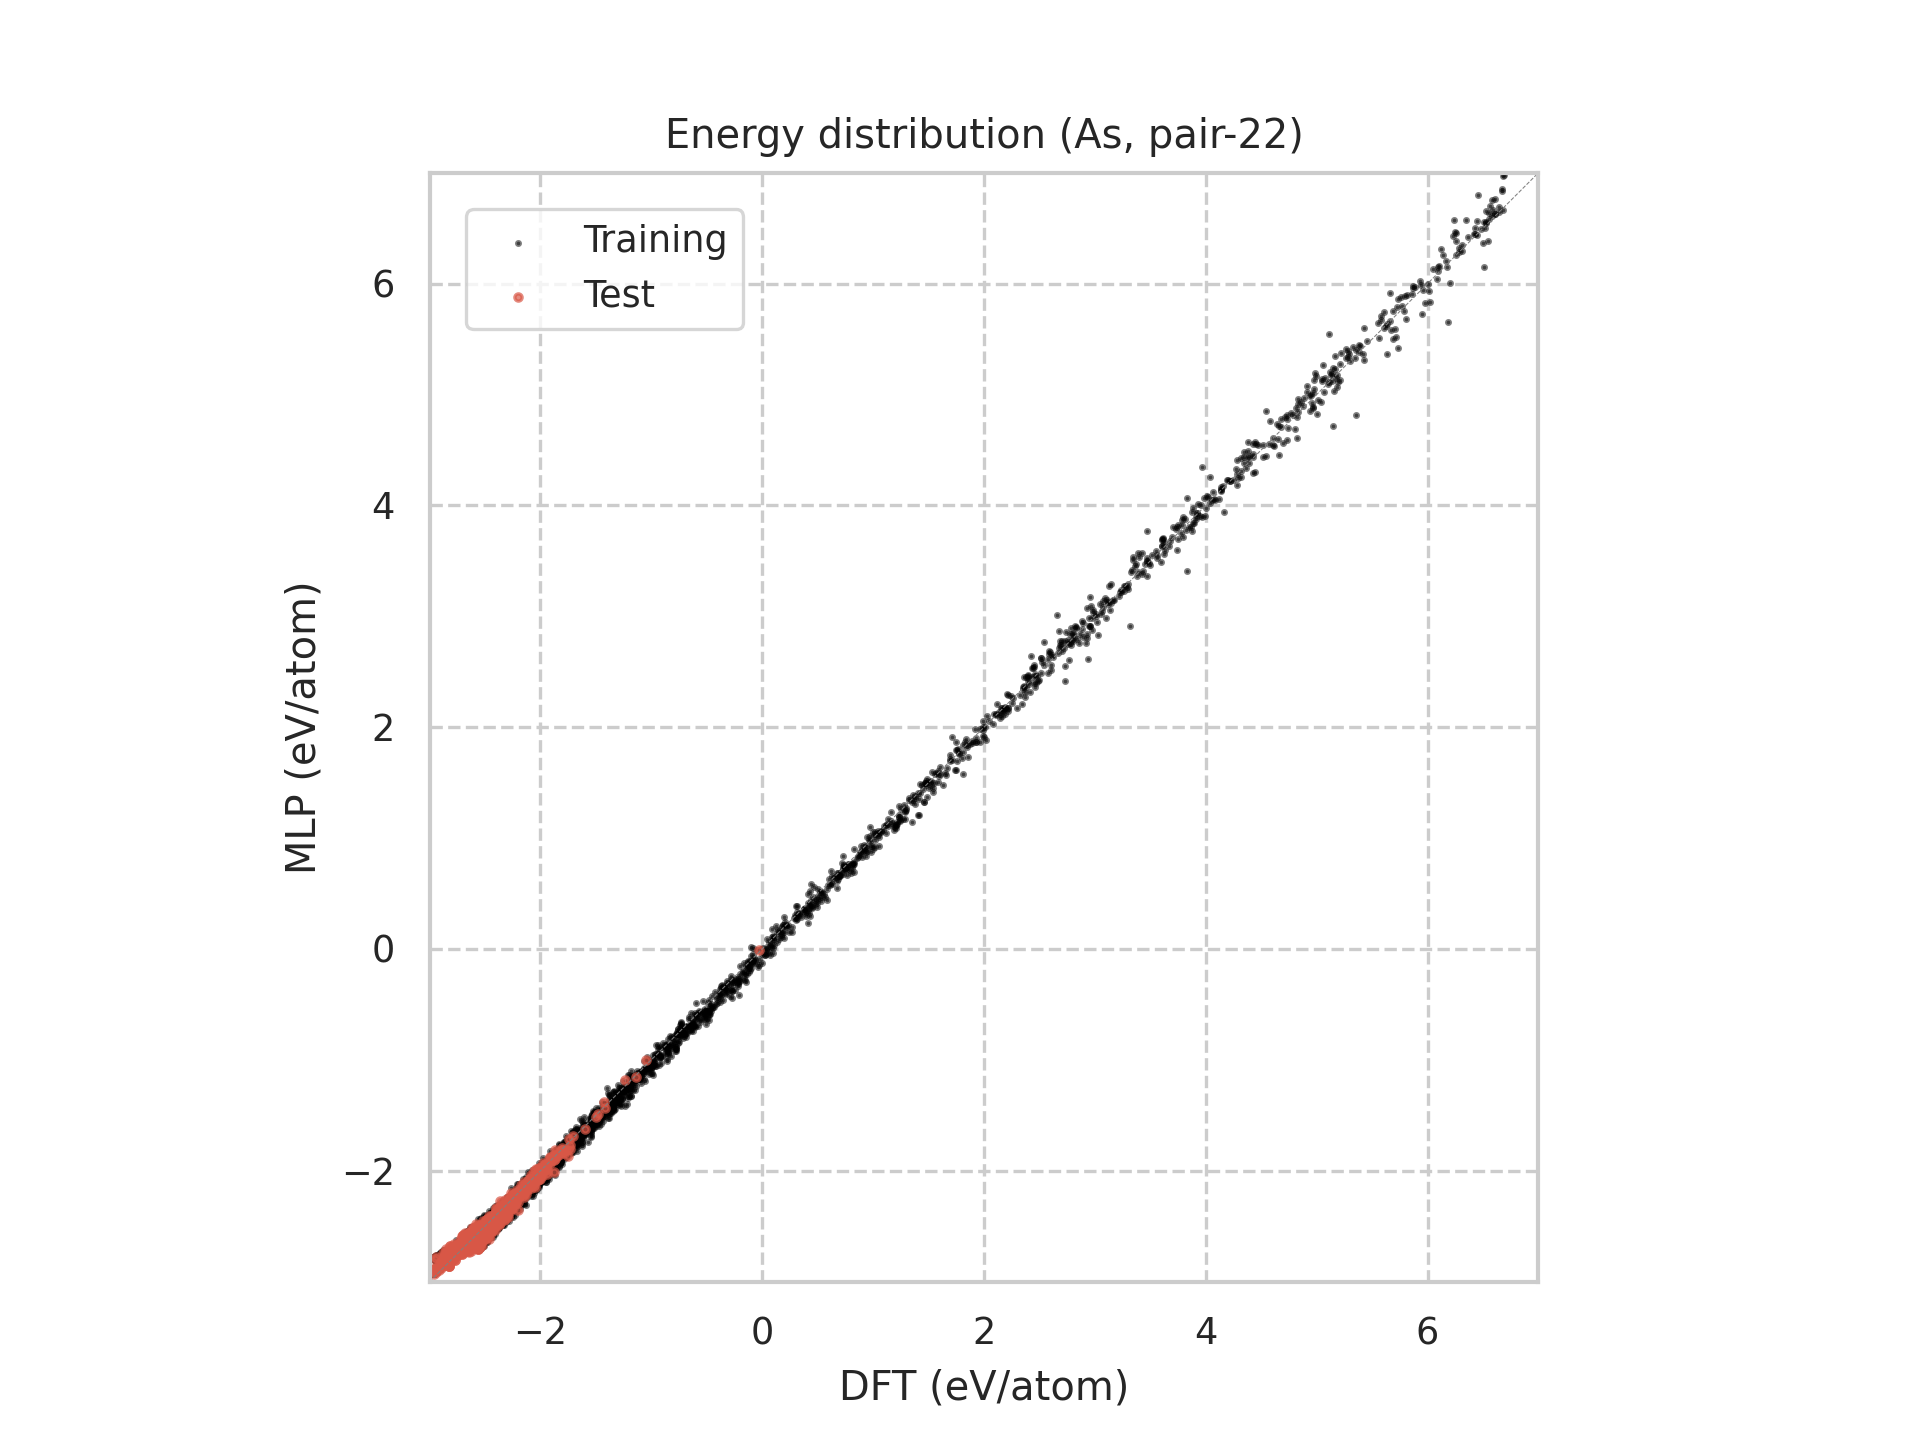 Energy distribution (As, pair-22)
Training
Test
6
4
2
0
−2
MLP (eV/atom)
−2 0 2 4 6
DFT (eV/atom)